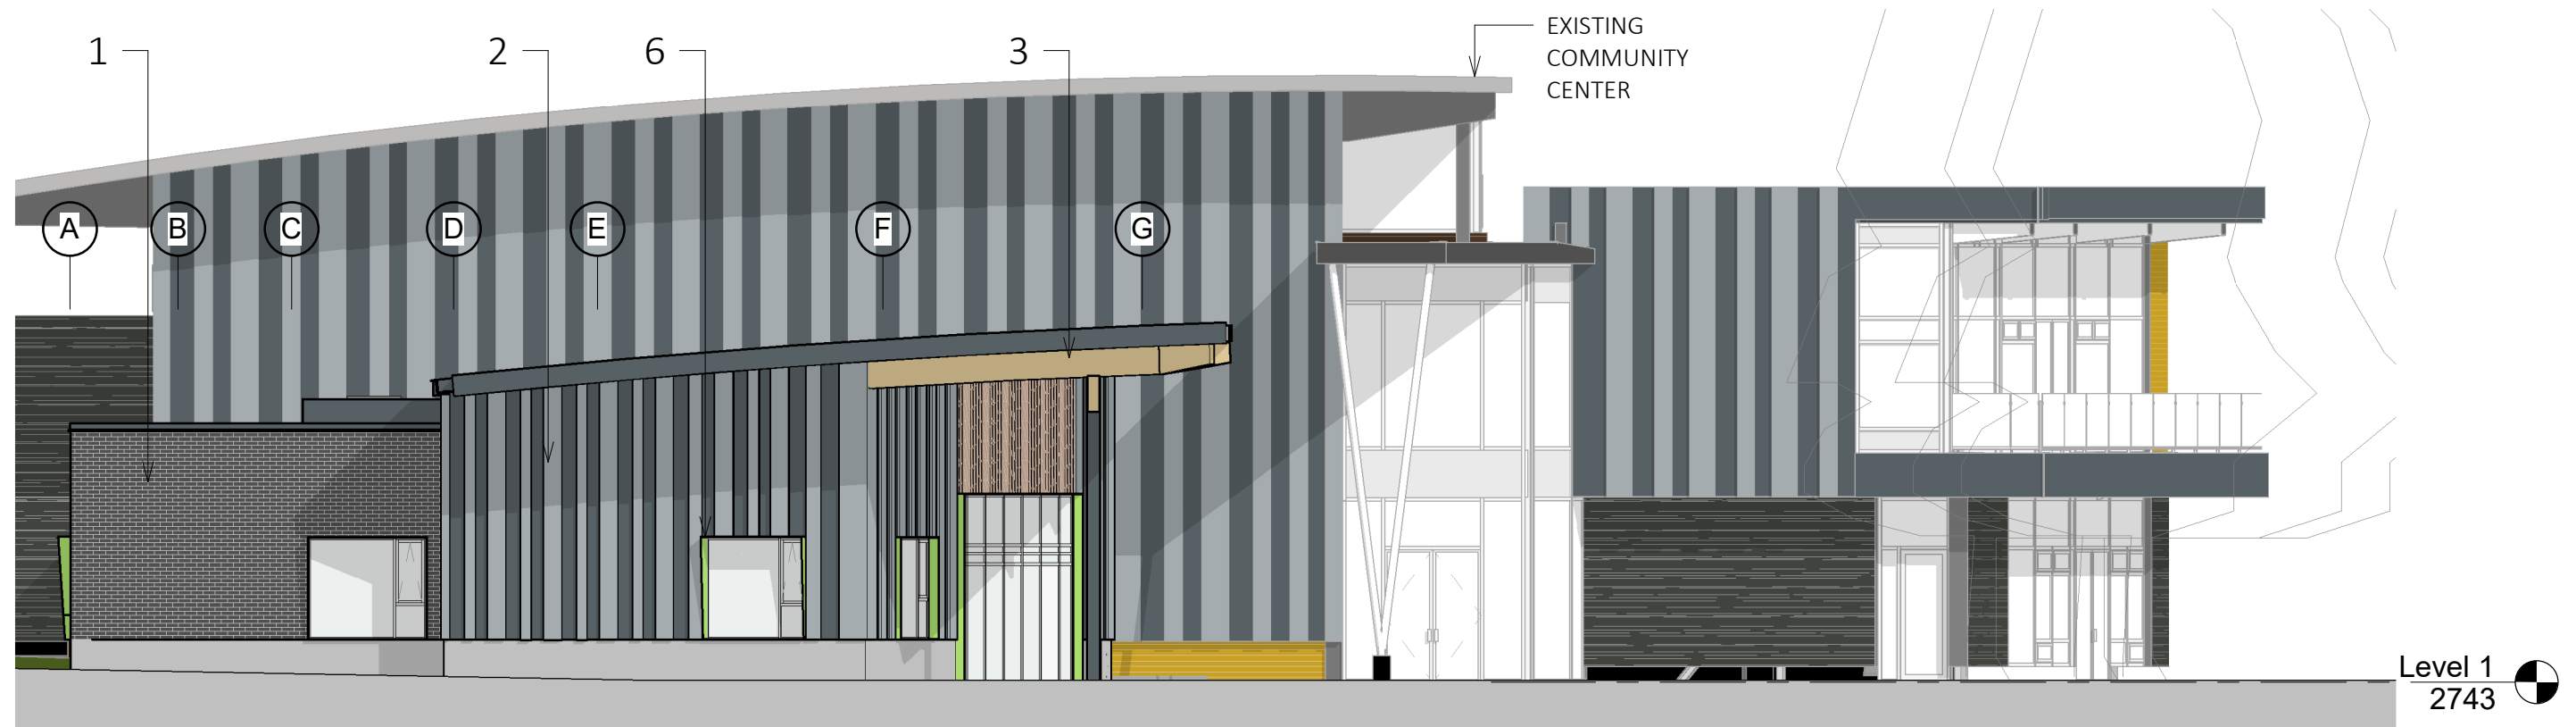 1
2
6
3
EXISTING
COMMUNITY
CENTER
A
B
C
D
E
F
G
Level 1
2743